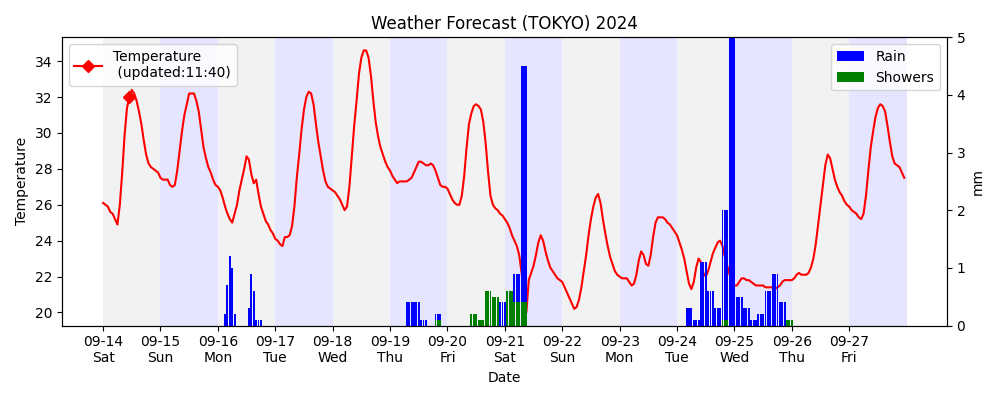 Weather Forecast (TOKYO) 2024
Temperature
(updated:11:40)
Rain
Showers
Temperature
34
32
30
28
26
24
22
20
5
4
3
2
1
0
mm
09-14 09-15 09-16 09-17 09-18 09-19 09-20 09-21 09-22 09-23 09-24 09-25 09-26 09-27
Sat Sun Mon Tue Wed Thu Fri Sat Sun Mon Tue Wed Thu Fri
Date